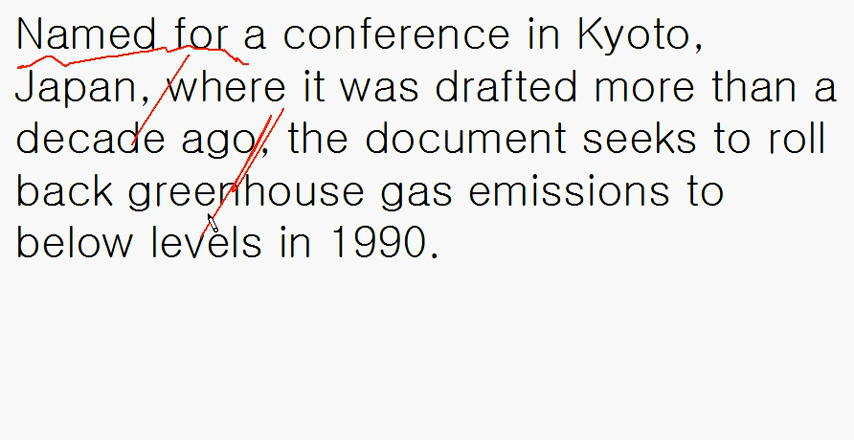 Named for a conference in Kyoto,
Japan, where it was drafted more than a
decade ago, the document seeks to roll
back greenhouse gas emissions to
below levels in 1990.